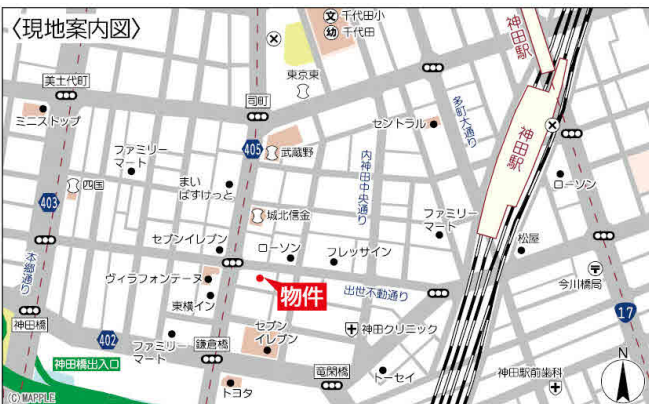 〈現地案内図〉
文 千代田小
幼 千代田
神田駅
美土代町
東京東
司町
ミニストップ
セントラル
多町大通り
神田駅
ファミリー
マート
405
武蔵野
内神田中央通り
四国
まい
ばすけっと
ローソン
403
城北信金
ファミリー
マート
セブンイレブン
ローソン
フレッサイン
松屋
本郷通り
ヴィラフォンテーヌ
物件
出世不動通り
今川橋局
東横イン
17
神田橋
402
ファミリー
マート
鎌倉橋
セブン
イレブン
神田クリニック
神田橋出入口
竜閑橋
トーセイ
神田駅前歯科
N
トヨタ
(C)MAPPLE